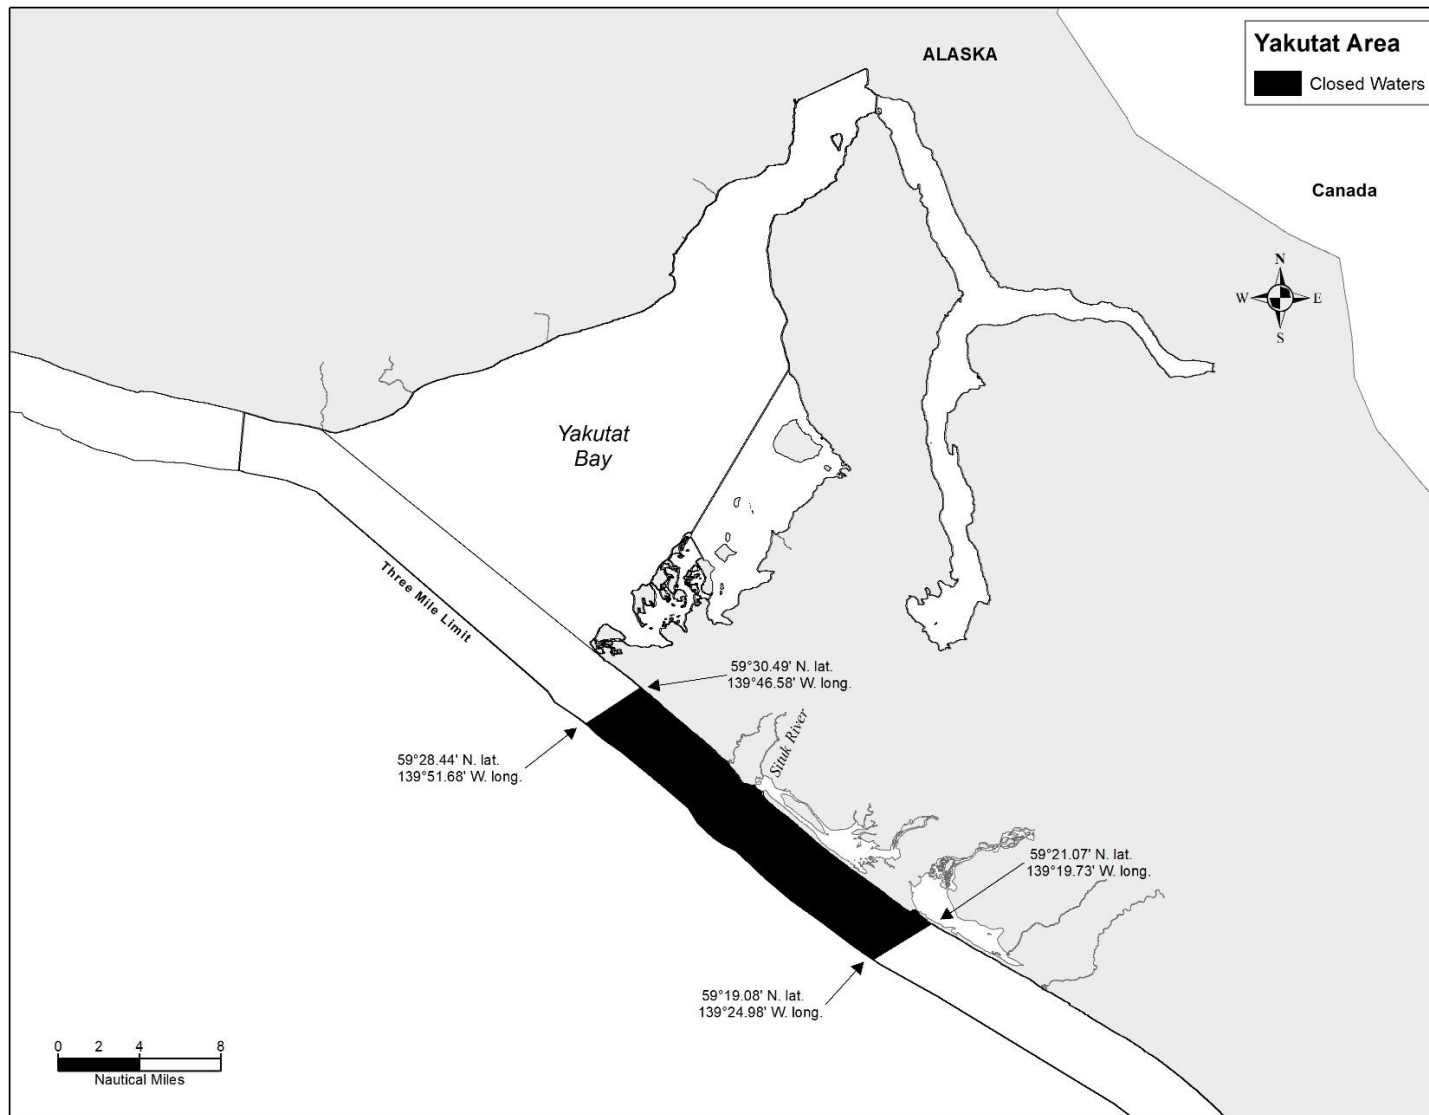 ALASKA
Yakutat Area
Closed Waters
Canada
N
W
E
S
Yakutat
Bay
Three Mile Limit
59°30.49' N. lat.
139°46.58' W. long.
59°28.44' N. lat.
139°51.68' W. long.
Situk River
59°21.07' N. lat.
139°19.73' W. long.
59°19.08' N. lat.
139°24.98' W. long.
0 2 4 8
Nautical Miles